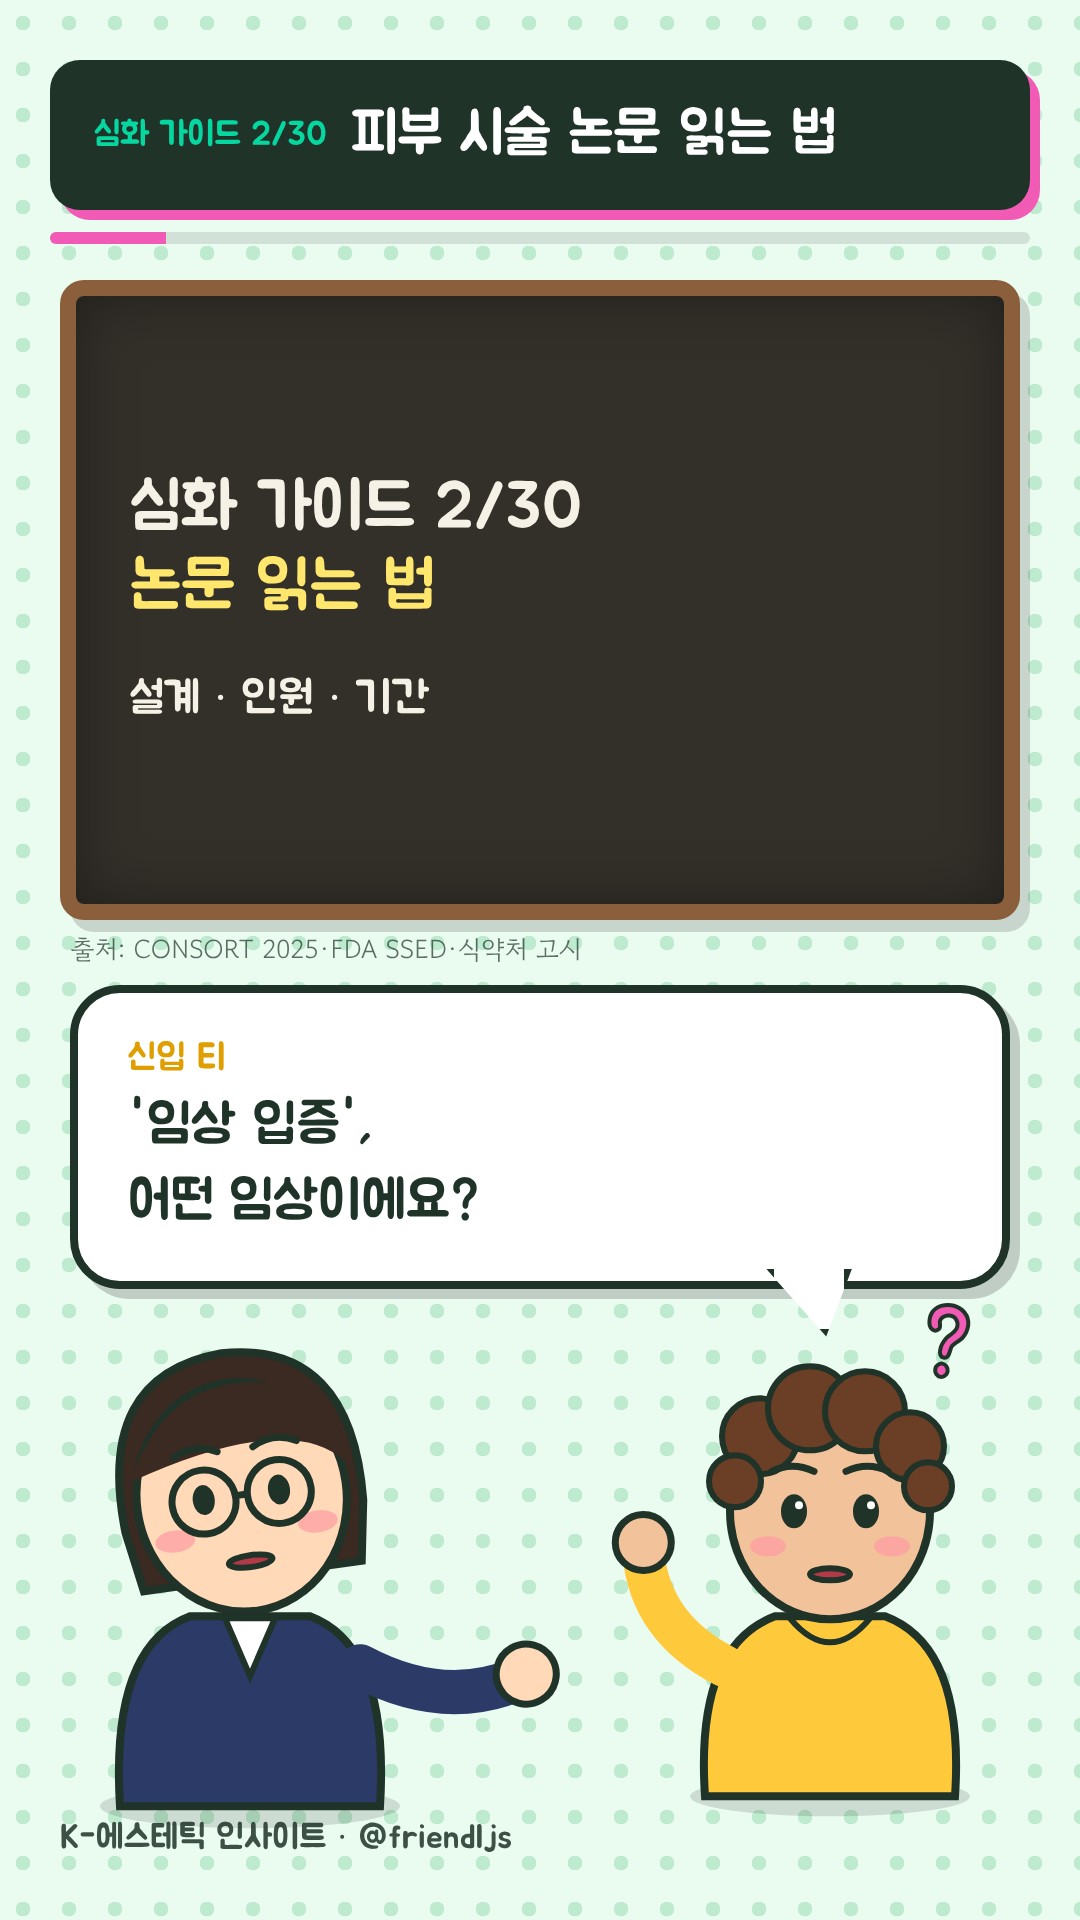 심화 가이드 2/30 피부 시술 논문 읽는 법
심화 가이드 2/30
논문 읽는 법
설계 · 인원 · 기간
출처: CONSORT 2025·FDA SSED·식약처 고시
신입 티
'임상 입증',
어떤 임상이에요?
?
K-에스테틱 인사이트 · @friendljs